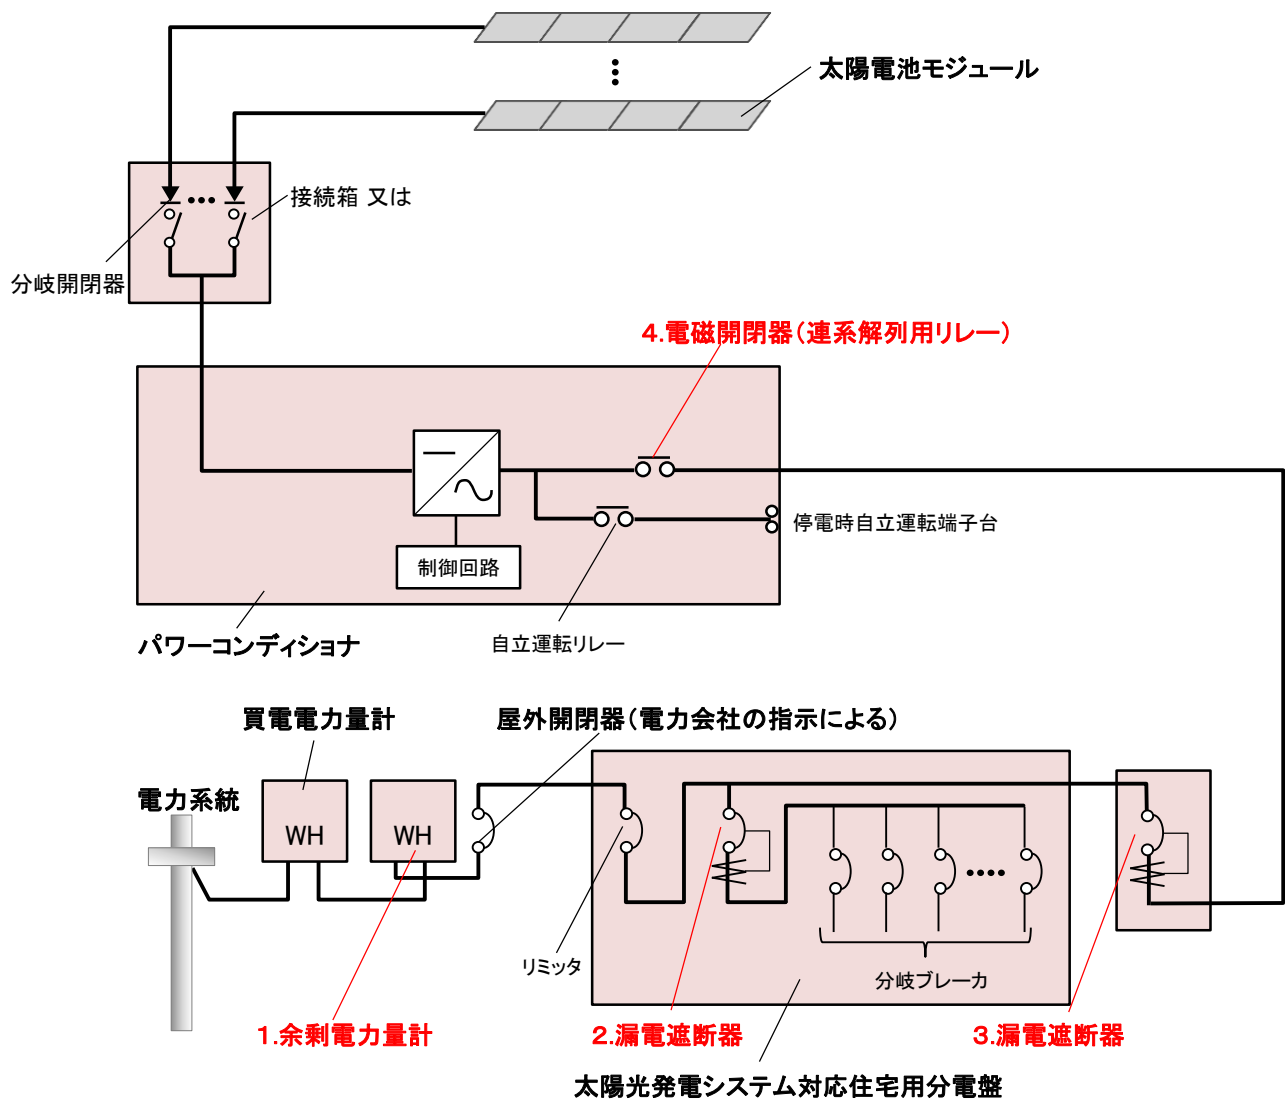 太陽電池モジュール
接続箱 又は
分岐開閉器
4.電磁開閉器(連系解列用リレー)
停電時自立運転端子台
制御回路
パワーコンディショナ
自立運転リレー
買電電力量計
屋外開閉器(電力会社の指示による)
電力系統
WH
WH
リミッタ
分岐ブレーカ
1.余剰電力量計
2.漏電遮断器
3.漏電遮断器
太陽光発電システム対応住宅用分電盤